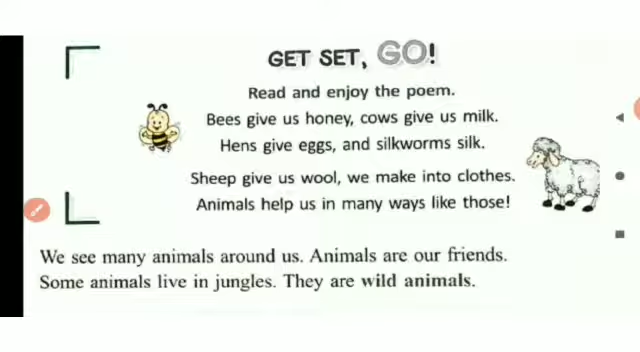 GET SET, GO!
Read and enjoy the poem.
Bees give us honey, cows give us milk.
Hens give eggs, and silkworms silk.
Sheep give us wool, we make into clothes.
Animals help us in many ways like those!
We see many animals around us. Animals are our friends.
Some animals live in jungles. They are wild animals.